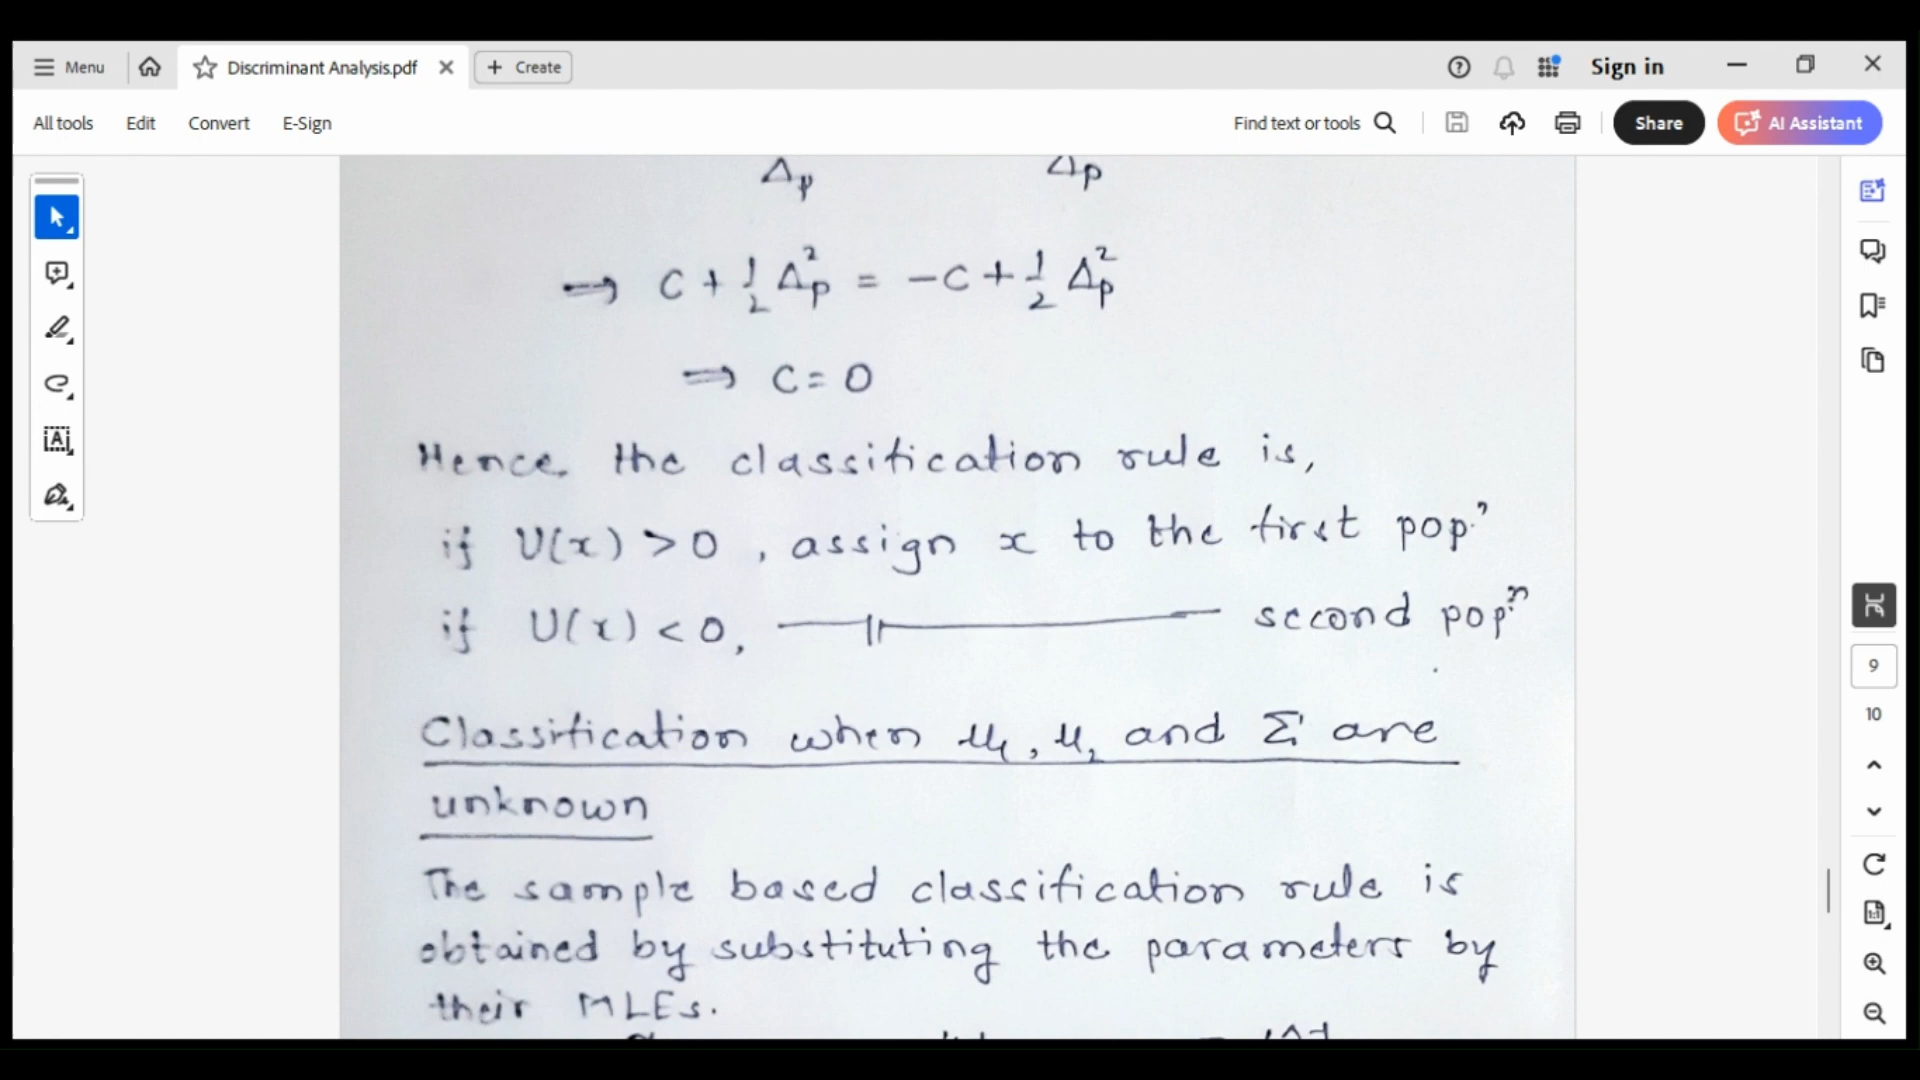 Menu
Discriminant Analysis.pdf
+ Create
Sign in
All tools Edit Convert E-Sign
Find text or tools
Share
AI Assistant
Δp Δp
⟹ C + 1/2 Δp² = -C + 1/2 Δp²
⟹ C = 0
Hence the classification rule is,
if U(x) > 0, assign x to the first popⁿ
if U(x) < 0, —||— second popⁿ
Classification when μ₁, μ₂ and Σ are
unknown
The sample based classification rule is
obtained by substituting the parameters by
their MLEs.
9
10